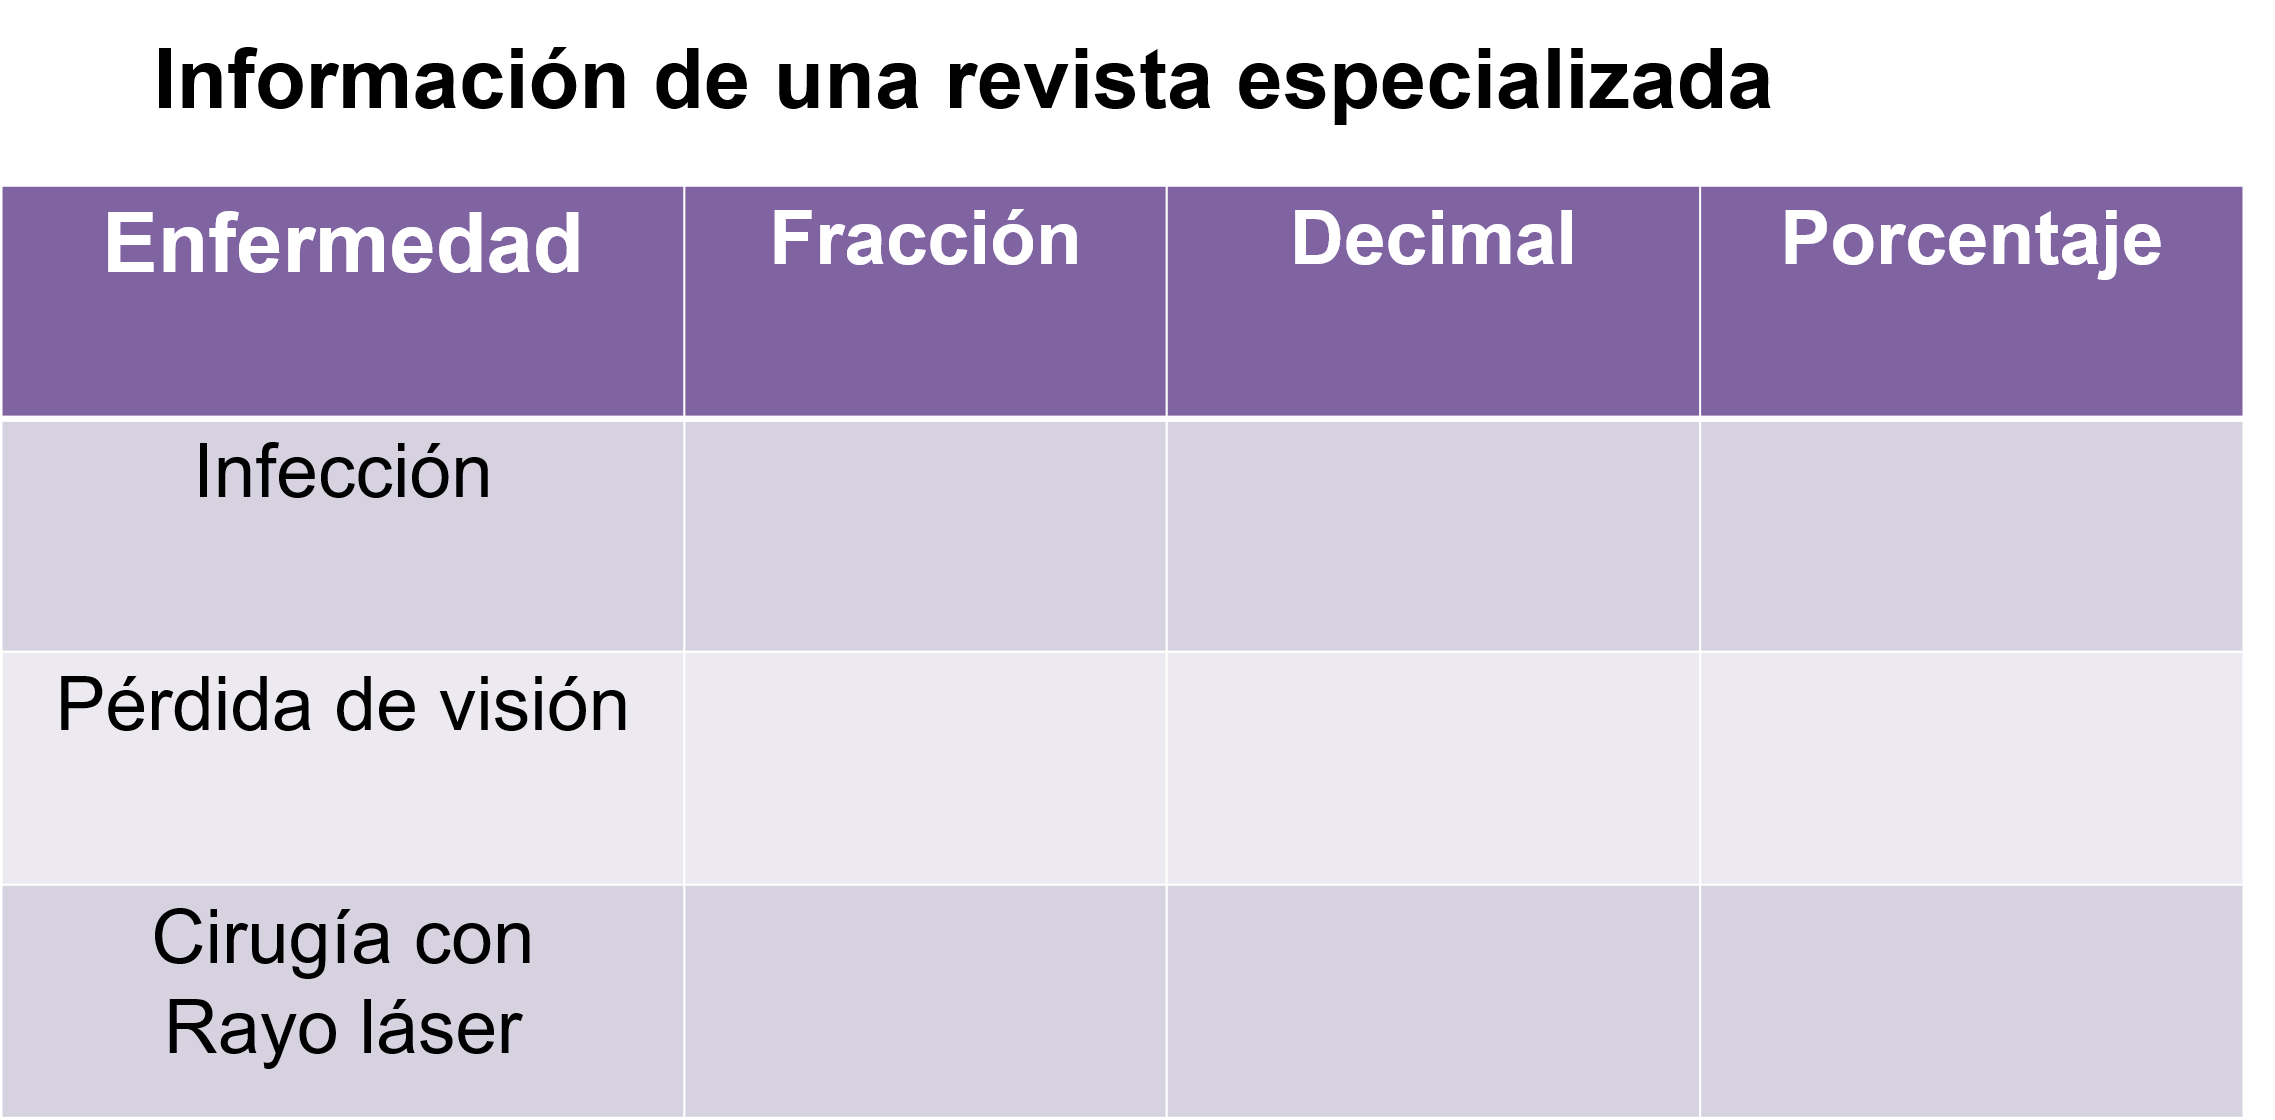 Información de una revista especializada
Enfermedad Fracción Decimal Porcentaje
Infección
Pérdida de visión
Cirugía con
Rayo láser